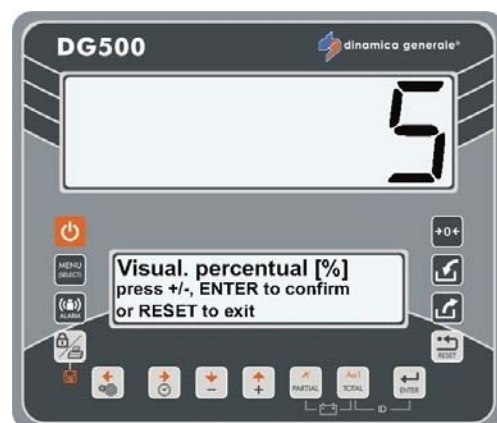 DG500
dinamica generale®
5
→0←
MENU
(SELECT)
ALARM
Visual. percentual [%]
press +/-, ENTER to confirm
or RESET to exit
RESET
-
+
PARTIAL
Aa1
TOTAL
ENTER
ID